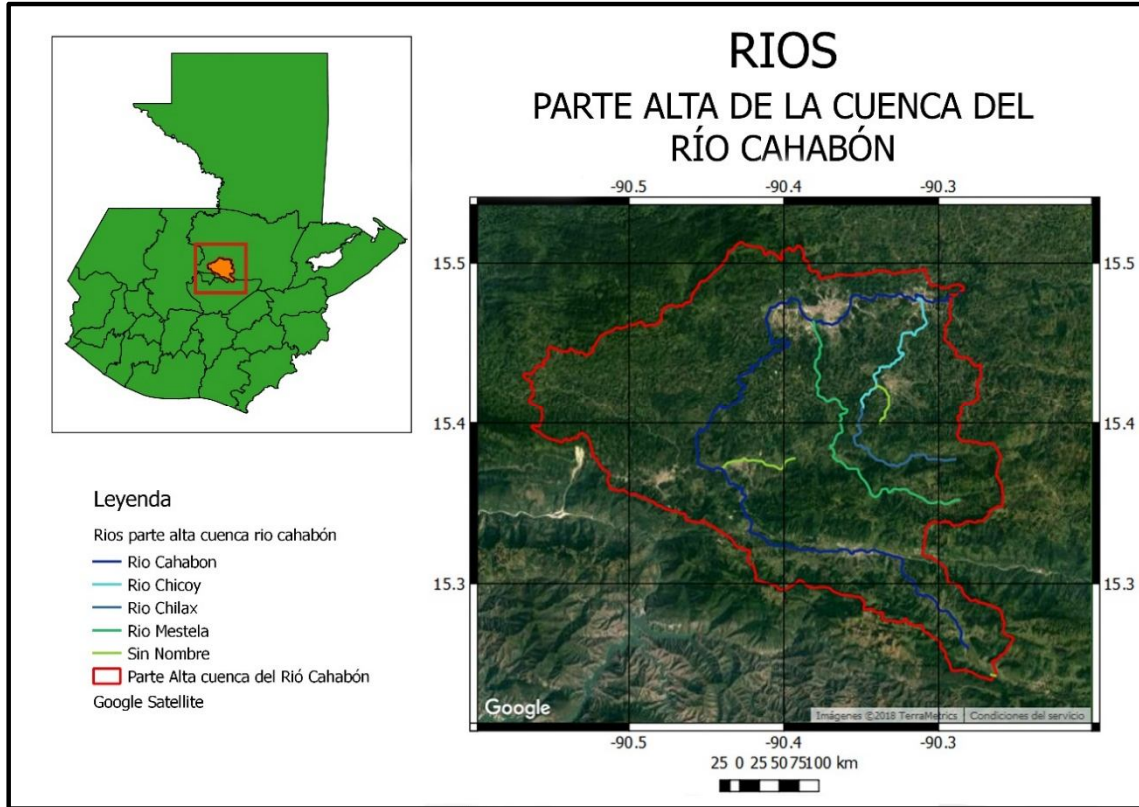 RIOS
PARTE ALTA DE LA CUENCA DEL
RÍO CAHABÓN
-90.5 -90.4 -90.3
15.5 15.5
15.4 15.4
15.3 15.3
Google
Imágenes ©2018 TerraMetrics Condiciones del servicio
-90.5 -90.4 -90.3
25 0 25 50 75 100 km
Leyenda
Rios parte alta cuenca rio cahabón
Rio Cahabon
Rio Chicoy
Rio Chilax
Rio Mestela
Sin Nombre
Parte Alta cuenca del Rió Cahabón
Google Satellite